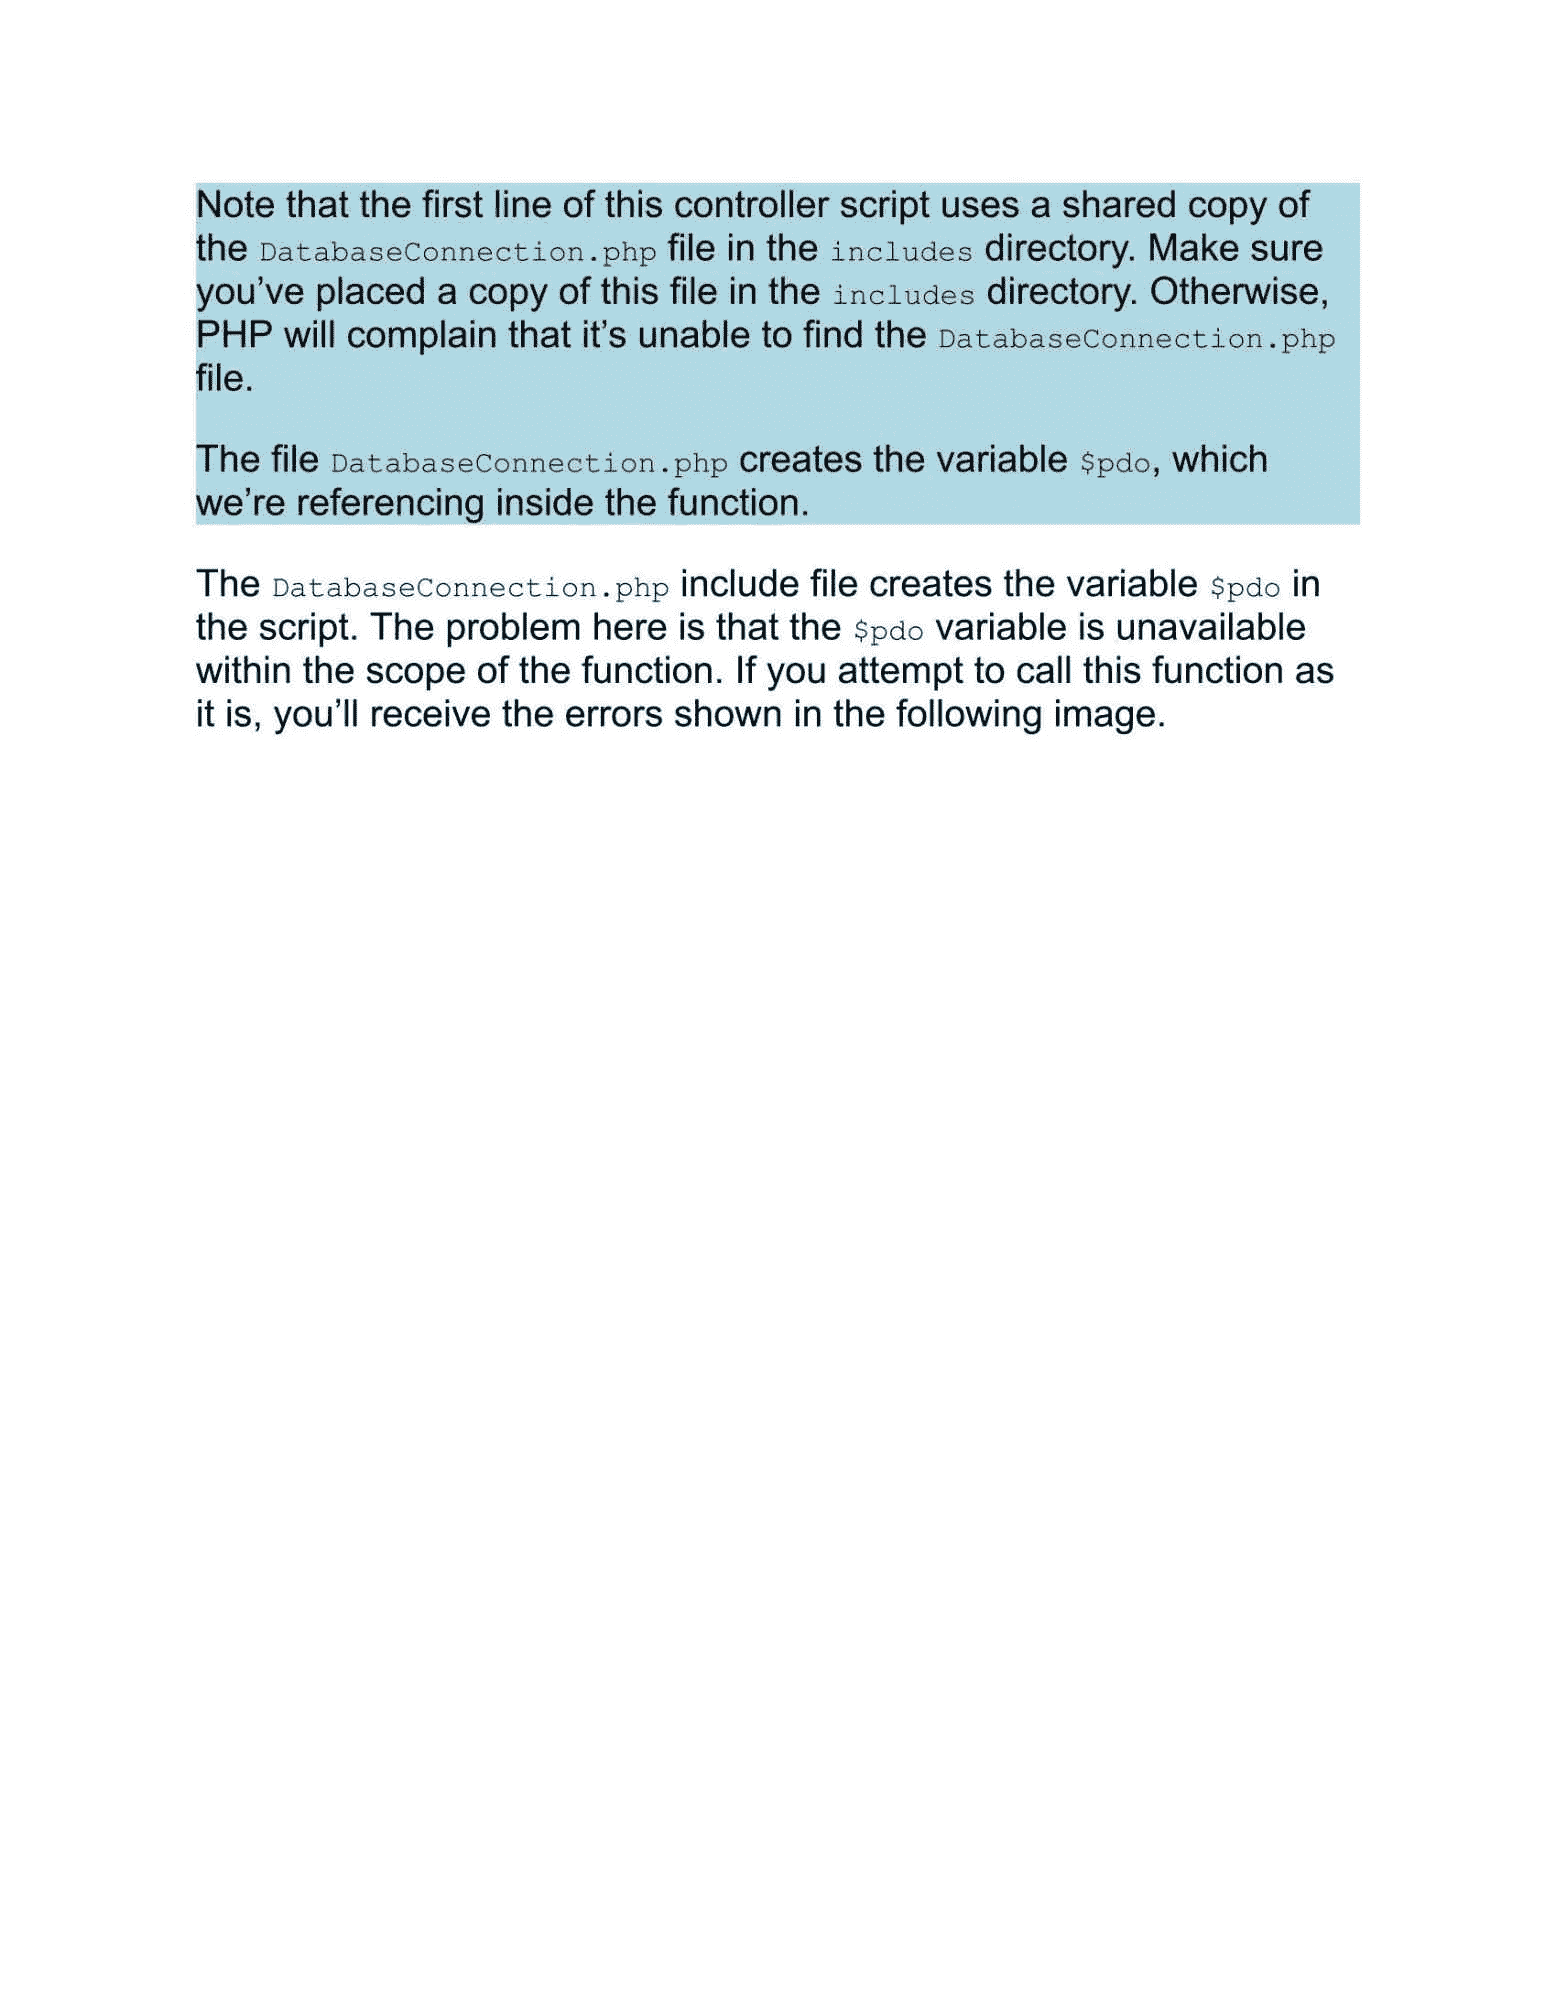 Note that the first line of this controller script uses a shared copy of
the DatabaseConnection.php file in the includes directory. Make sure
you’ve placed a copy of this file in the includes directory. Otherwise,
PHP will complain that it’s unable to find the DatabaseConnection.php
file.
The file DatabaseConnection.php creates the variable $pdo, which
we’re referencing inside the function.
The DatabaseConnection.php include file creates the variable $pdo in
the script. The problem here is that the $pdo variable is unavailable
within the scope of the function. If you attempt to call this function as
it is, you’ll receive the errors shown in the following image.